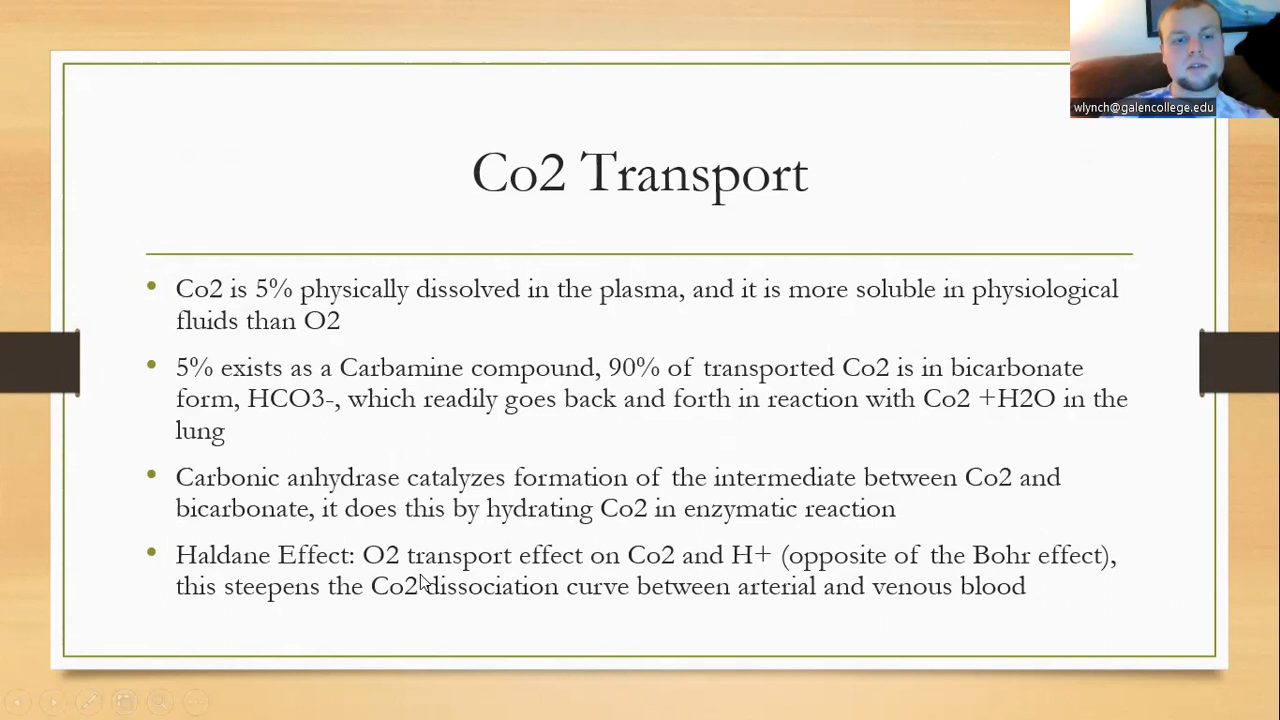 wlynch@galencollege.edu
Co2 Transport
• Co2 is 5% physically dissolved in the plasma, and it is more soluble in physiological
fluids than O2
• 5% exists as a Carbamine compound, 90% of transported Co2 is in bicarbonate
form, HCO3-, which readily goes back and forth in reaction with Co2 +H2O in the
lung
• Carbonic anhydrase catalyzes formation of the intermediate between Co2 and
bicarbonate, it does this by hydrating Co2 in enzymatic reaction
• Haldane Effect: O2 transport effect on Co2 and H+ (opposite of the Bohr effect),
this steepens the Co2 dissociation curve between arterial and venous blood